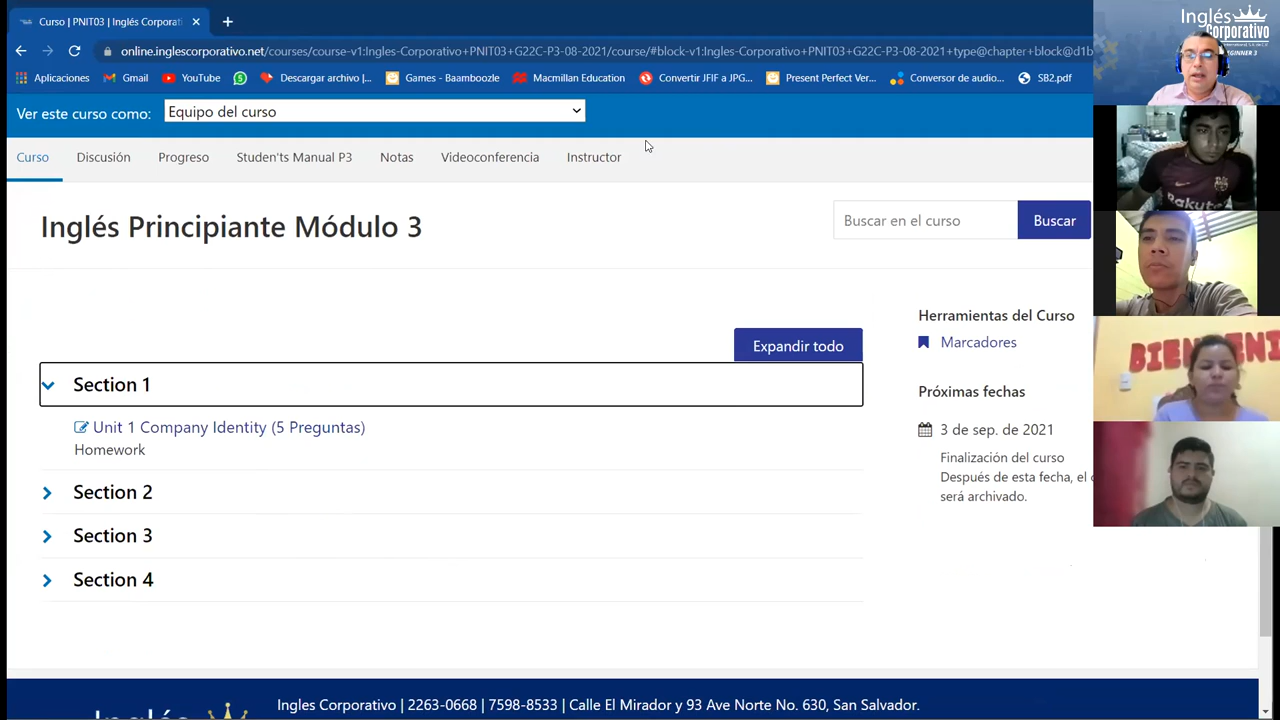 Curso | PNIT03 | Inglés Corporat
online.inglescorporativo.net/courses/course-v1:Ingles-Corporativo+PNIT03+G22C-P3-08-2021/course/#block-v1:Ingles-Corporativo+PNIT03+G22C-P3-08-2021+type@chapter+block@d1b
Aplicaciones
Gmail
YouTube
Descargar archivo |...
Games - Baamboozle
Macmillan Education
Convertir JFIF a JPG...
Present Perfect Ver...
Conversor de audio...
SB2.pdf
Ver este curso como:
Equipo del curso
Curso
Discusión
Progreso
Studen'ts Manual P3
Notas
Videoconferencia
Instructor
Inglés Principiante Módulo 3
Buscar en el curso
Buscar
Expandir todo
Section 1
Unit 1 Company Identity (5 Preguntas)
Homework
Section 2
Section 3
Section 4
Herramientas del Curso
Marcadores
Próximas fechas
3 de sep. de 2021
Finalización del curso
Después de esta fecha, el c
será archivado.
Inglés
Ingles Corporativo | 2263-0668 | 7598-8533 | Calle El Mirador y 93 Ave Norte No. 630, San Salvador.
Inglés
Corporativo
EGINNER 3
BIENVENI
Rakute